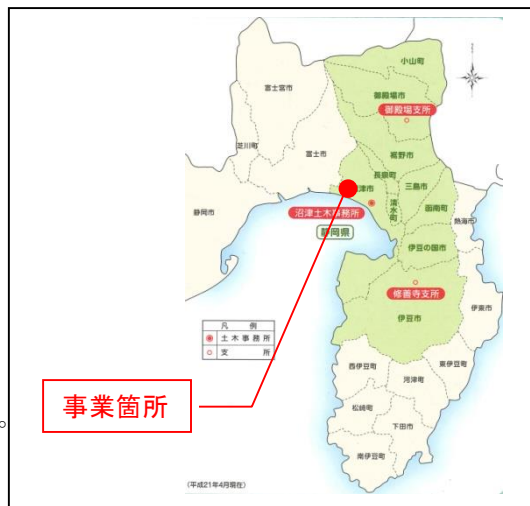 小山町
富士宮市
御殿場市
御殿場支所
芝川町
裾野市
富士市
長泉町
三島市
津市
清水町
函南町
静岡市
沼津土木事務所
熱海市
静岡県
伊豆の国市
修善寺支所
伊東市
伊豆市
凡 例
土木事務所
支 所
西伊豆町
東伊豆町
河津町
事業箇所
松崎町
下田市
。
南伊豆町
(平成21年4月現在)